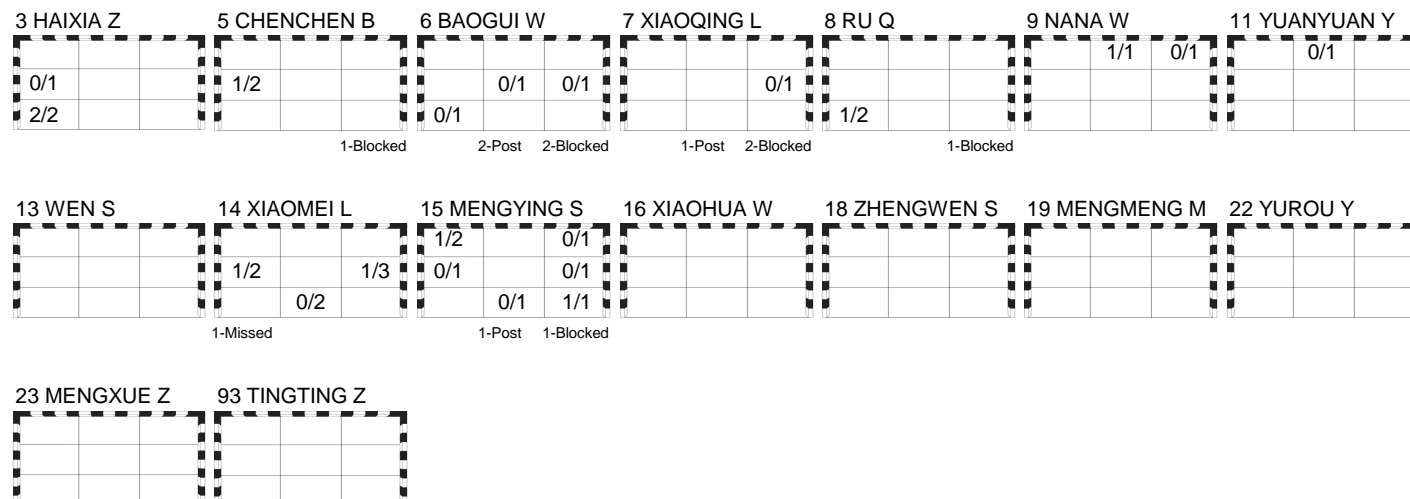 3 HAIXIA Z 5 CHENCHEN B 6 BAOGUI W 7 XIAOQING L 8 RU Q 9 NANA W 11 YUANYUAN Y
1/1 0/1 0/1
0/1 1/2 0/1 0/1 0/1
2/2 0/1 1/2
1-Blocked 2-Post 2-Blocked 1-Post 2-Blocked 1-Blocked
13 WEN S 14 XIAOMEI L 15 MENGYING S 16 XIAOHUA W 18 ZHENGWEN S 19 MENGMENG M 22 YUROU Y
1/2 0/1
1/2 1/3 0/1 0/1
0/2 0/1 1/1
1-Missed 1-Post 1-Blocked
23 MENGXUE Z 93 TINGTING Z